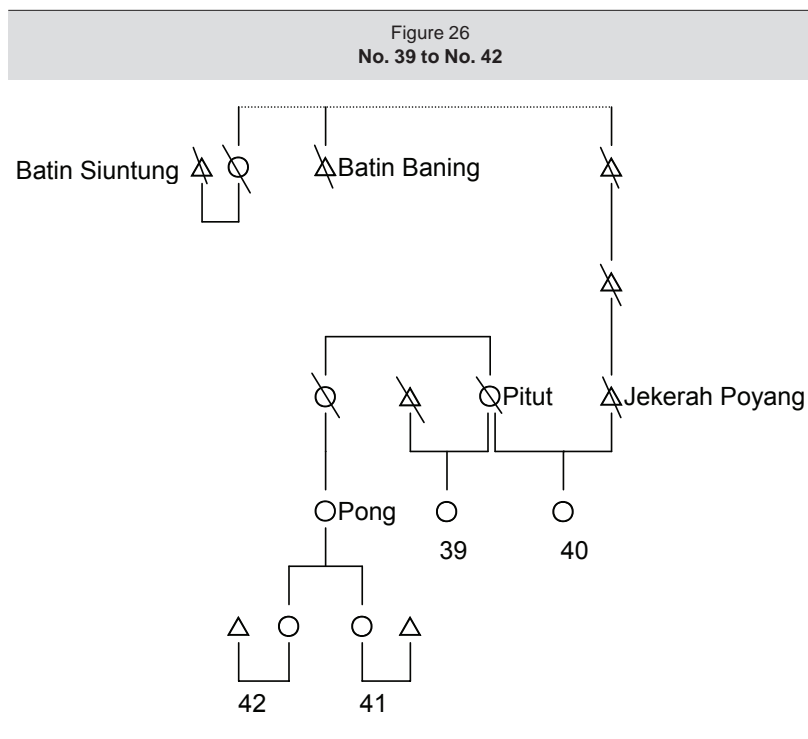 Figure 26
No. 39 to No. 42
Batin Siuntung
Batin Baning
Pitut
Jekerah Poyang
Pong
39
40
42
41